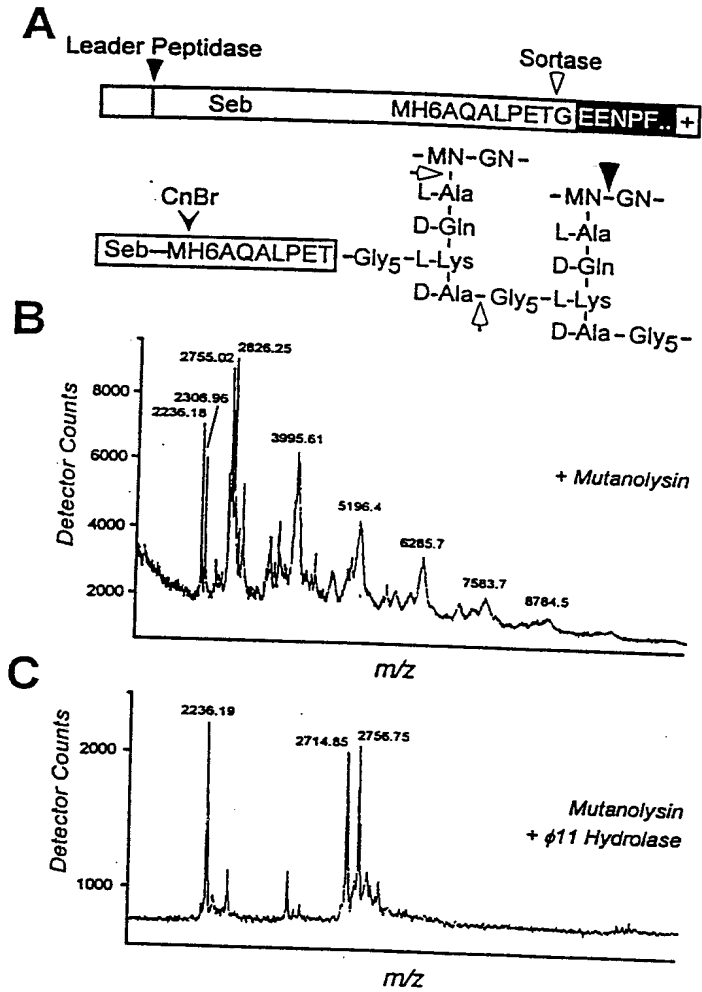 A
Leader Peptidase
Sortase
Seb
MH6AQALPETG EENPF.. +
-MN-GN-
CnBr
L-Ala
-MN-GN-
D-Gln
L-Ala
Seb-MH6AQALPET -Gly5-L-Lys
D-Gln
D-Ala-Gly5-L-Lys
D-Ala-Gly5-
B
2755.02 2826.25
2306.96
2236.18
8000
3995.61
6000
+ Mutanolysin
5196.4
4000
6285.7
7583.7
8784.5
2000
Detector Counts
m/z
C
2236.19
2714.85 2756.75
2000
Mutanolysin
+ ϕ11 Hydrolase
1000
Detector Counts
m/z